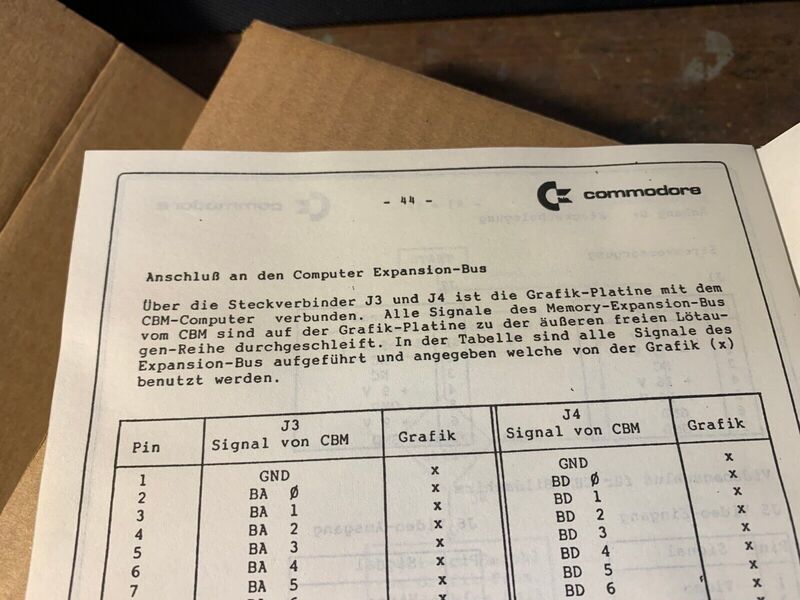 - 44 -
commodore
Anschluß an den Computer Expansion-Bus
Über die Steckverbinder J3 und J4 ist die Grafik-Platine mit dem
CBM-Computer verbunden. Alle Signale des Memory-Expansion-Bus
vom CBM sind auf der Grafik-Platine zu der äußeren freien Lötau-
gen-Reihe durchgeschleift. In der Tabelle sind alle Signale des
Expansion-Bus aufgeführt und angegeben welche von der Grafik (x)
benutzt werden.
Pin J3 Signal von CBM Grafik J4 Signal von CBM Grafik
1 GND x GND x
2 BA Ø x BD Ø x
3 BA 1 x BD 1 x
4 BA 2 x BD 2 x
5 BA 3 x BD 3 x
6 BA 4 x BD 4 x
7 BA 5 x BD 5 x
BD 6 x